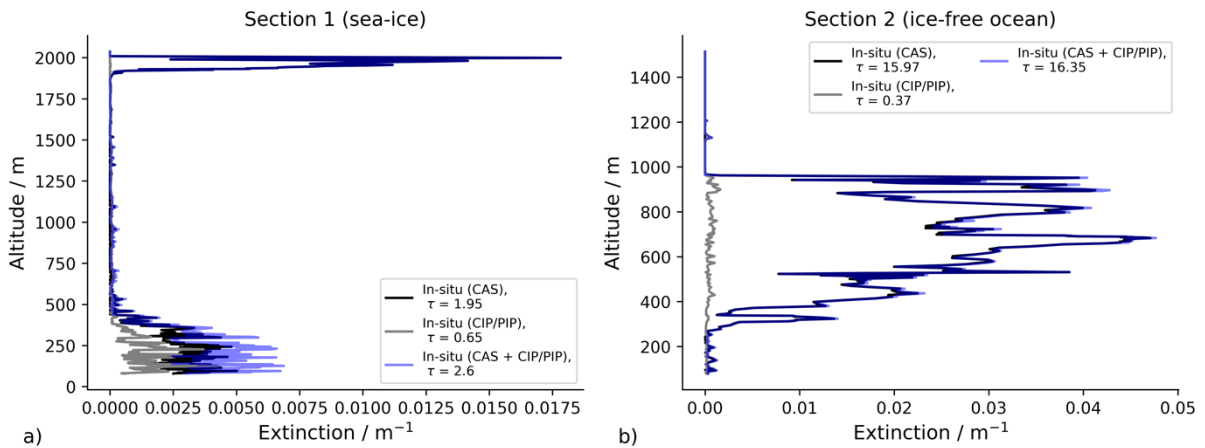 Section 1 (sea-ice)
2000
1750
1500
1250
1000
750
500
250
0
Altitude / m
In-situ (CAS),
τ = 1.95
In-situ (CIP/PIP),
τ = 0.65
In-situ (CAS + CIP/PIP),
τ = 2.6
0.0000 0.0025 0.0050 0.0075 0.0100 0.0125 0.0150 0.0175
Extinction / m⁻¹
a)
Section 2 (ice-free ocean)
1400
1200
1000
800
600
400
200
Altitude / m
In-situ (CAS),
τ = 15.97
In-situ (CIP/PIP),
τ = 0.37
In-situ (CAS + CIP/PIP),
τ = 16.35
0.00 0.01 0.02 0.03 0.04 0.05
Extinction / m⁻¹
b)